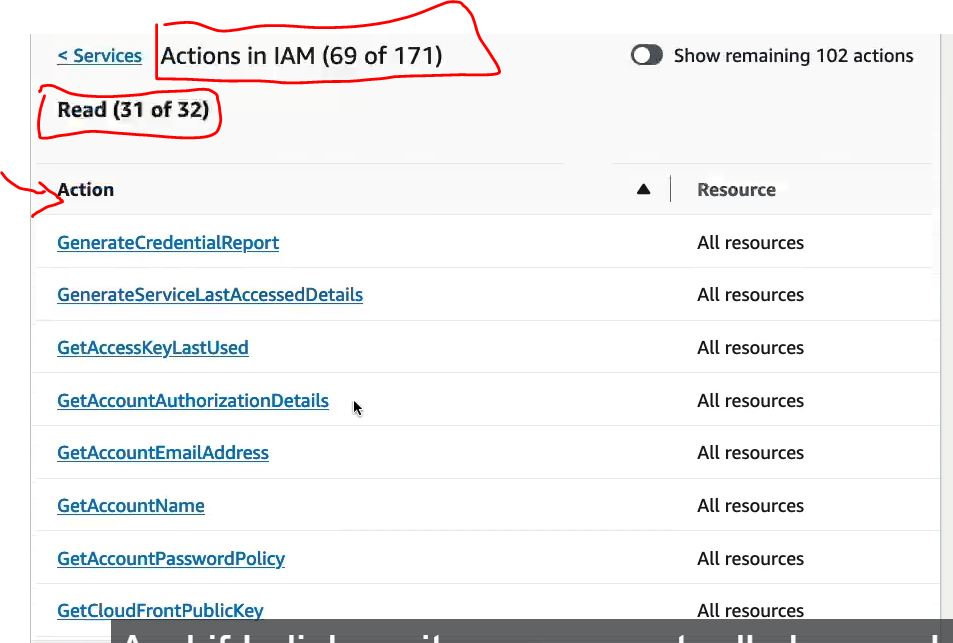 < Services Actions in IAM (69 of 171) Show remaining 102 actions
Read (31 of 32)
Action ▲ Resource
GenerateCredentialReport All resources
GenerateServiceLastAccessedDetails All resources
GetAccessKeyLastUsed All resources
GetAccountAuthorizationDetails All resources
GetAccountEmailAddress All resources
GetAccountName All resources
GetAccountPasswordPolicy All resources
GetCloudFrontPublicKey All resources